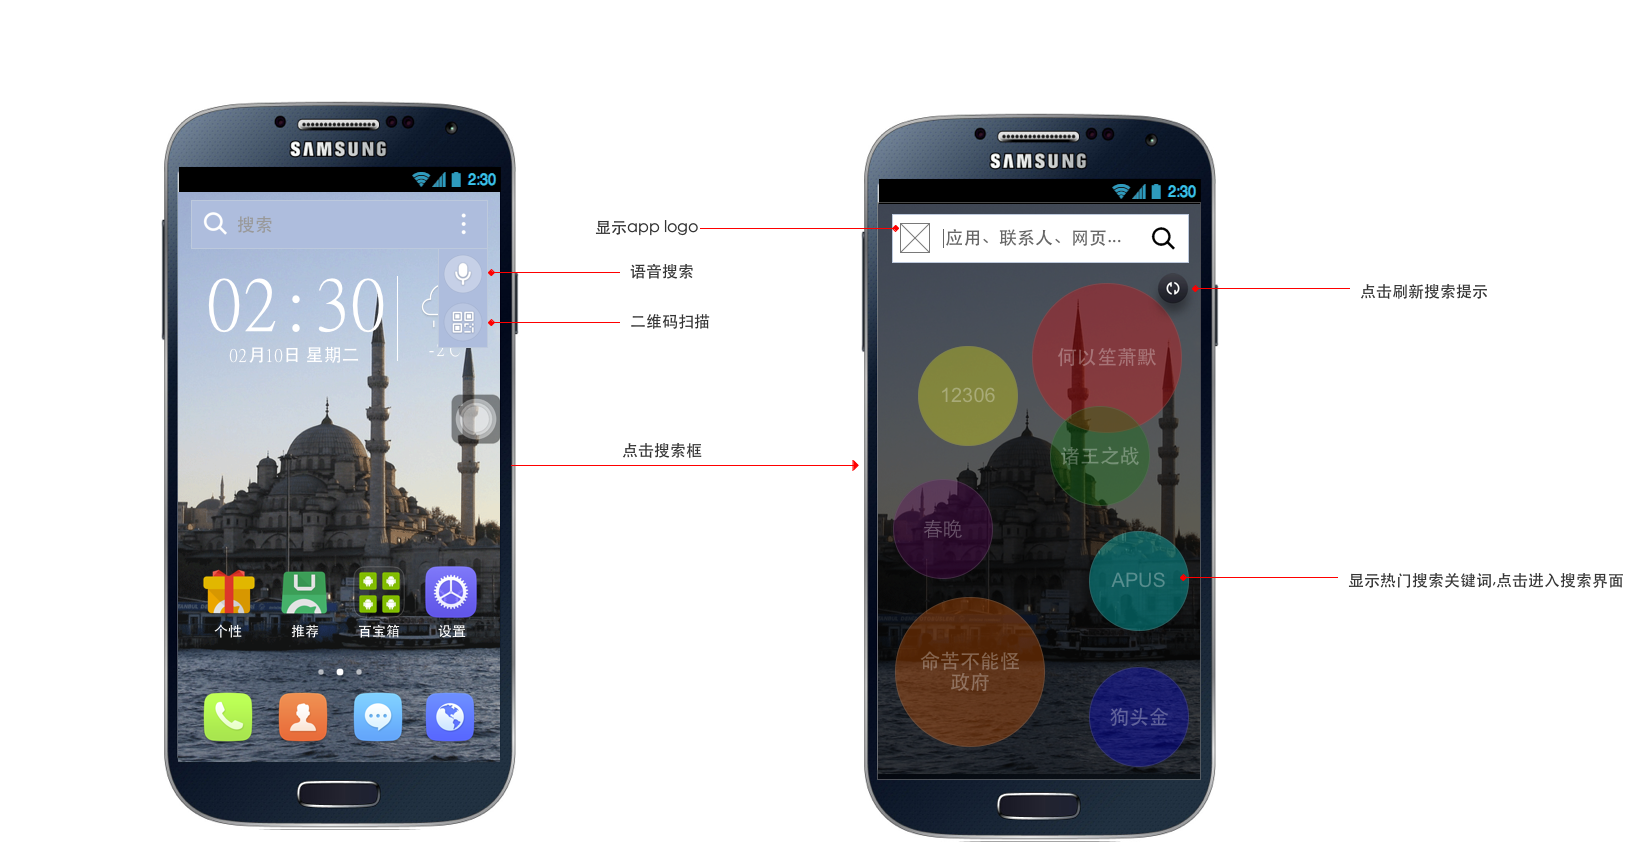 SAMSUNG
2:30
搜索
02:30
02月10日 星期二
-2℃
个性
推荐
百宝箱
设置
显示app logo
语音搜索
二维码扫描
点击搜索框
SAMSUNG
2:30
应用、联系人、网页...
点击刷新搜索提示
何以笙萧默
12306
诸王之战
春晚
APUS
显示热门搜索关键词,点击进入搜索界面
命苦不能怪
政府
狗头金